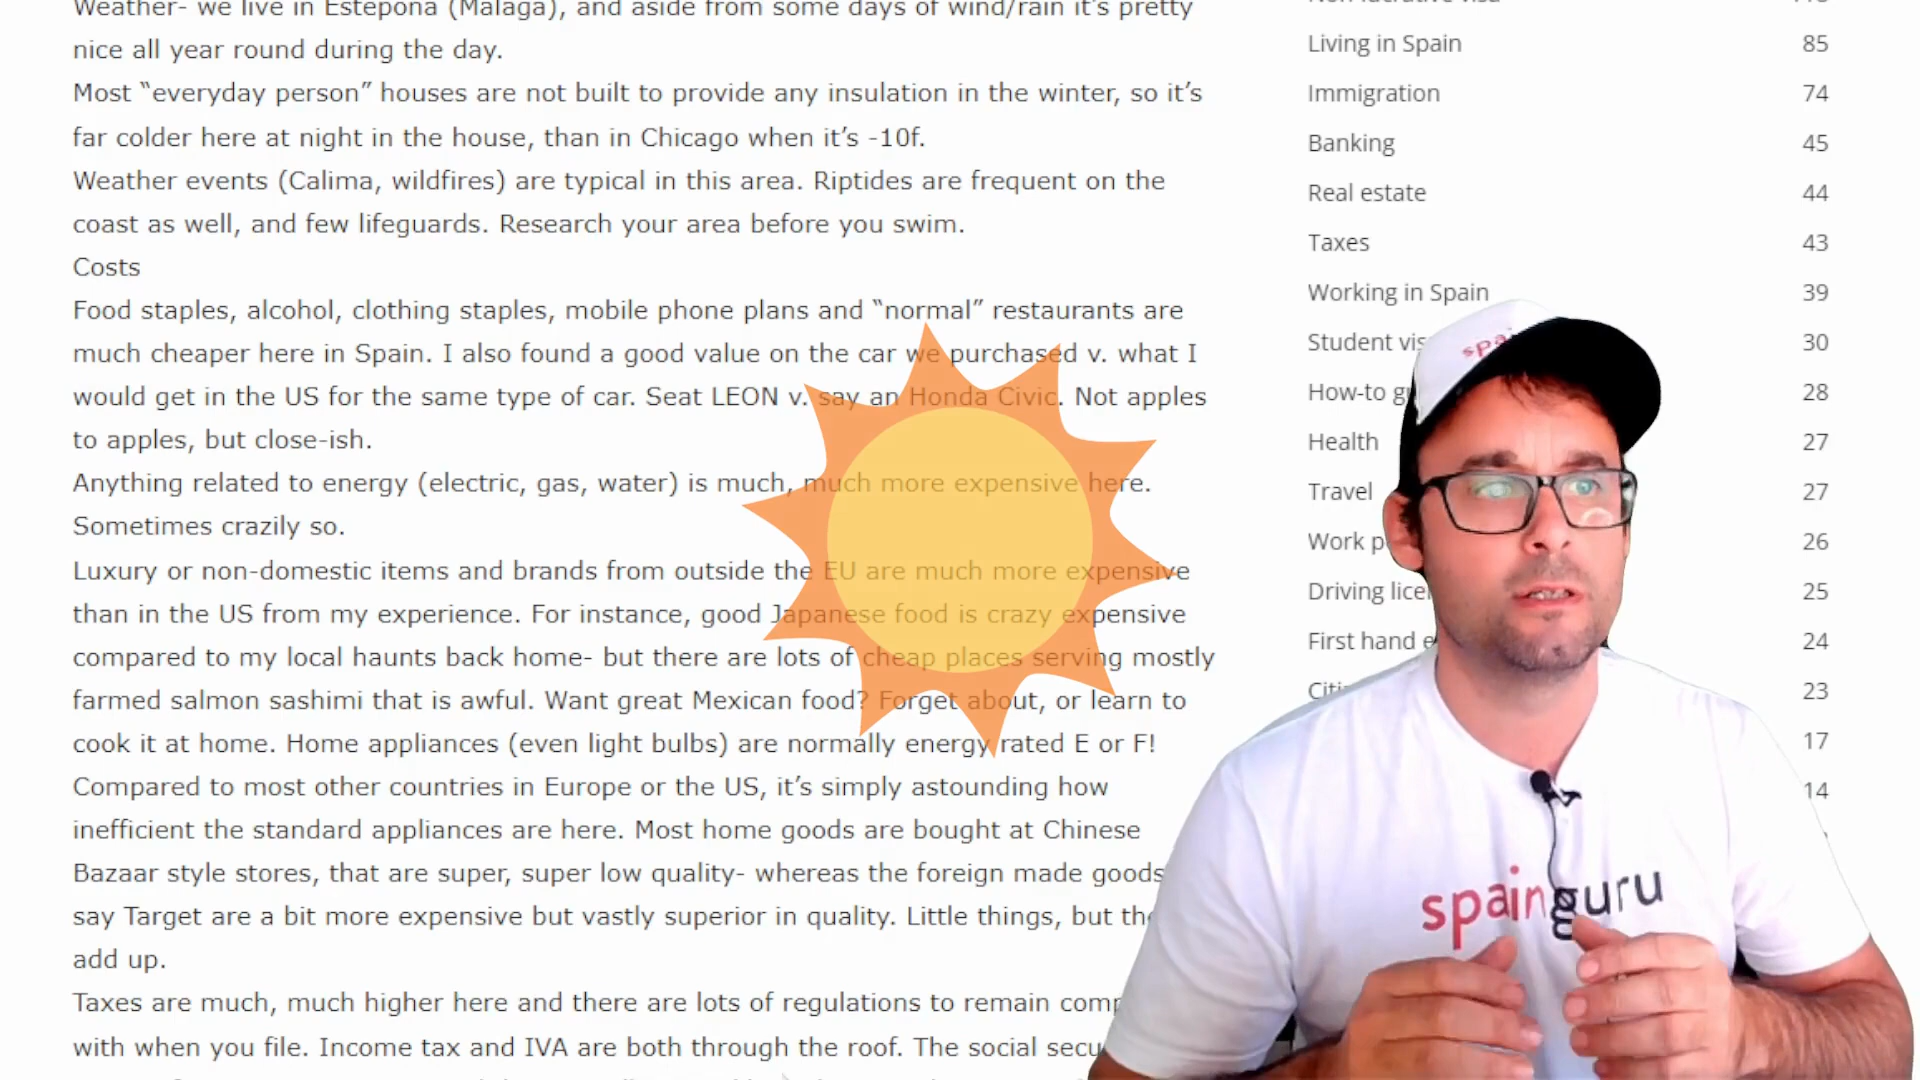 Weather- we live in Estepona (Malaga), and aside from some days of wind/rain it's pretty
nice all year round during the day.
Most “everyday person” houses are not built to provide any insulation in the winter, so it’s
far colder here at night in the house, than in Chicago when it’s -10f.
Weather events (Calima, wildfires) are typical in this area. Riptides are frequent on the
coast as well, and few lifeguards. Research your area before you swim.
Costs
Food staples, alcohol, clothing staples, mobile phone plans and “normal” restaurants are
much cheaper here in Spain. I also found a good value on the car we purchased v. what I
would get in the US for the same type of car. Seat LEON v. say an Honda Civic. Not apples
to apples, but close-ish.
Anything related to energy (electric, gas, water) is much, much more expensive here.
Sometimes crazily so.
Luxury or non-domestic items and brands from outside the EU are much more expensive
than in the US from my experience. For instance, good Japanese food is crazy expensive
compared to my local haunts back home- but there are lots of cheap places serving mostly
farmed salmon sashimi that is awful. Want great Mexican food? Forget about, or learn to
cook it at home. Home appliances (even light bulbs) are normally energy rated E or F!
Compared to most other countries in Europe or the US, it’s simply astounding how
inefficient the standard appliances are here. Most home goods are bought at Chinese
Bazaar style stores, that are super, super low quality- whereas the foreign made goods
say Target are a bit more expensive but vastly superior in quality. Little things, but
add up.
Taxes are much, much higher here and there are lots of regulations to remain
with when you file. Income tax and IVA are both through the roof. The social
Living in Spain 85
Immigration 74
Banking 45
Real estate 44
Taxes 43
Working in Spain 39
Student 30
How-to 28
Health 27
Travel 27
Work 26
Driving 25
First hand 24
23
17
14
spainguru